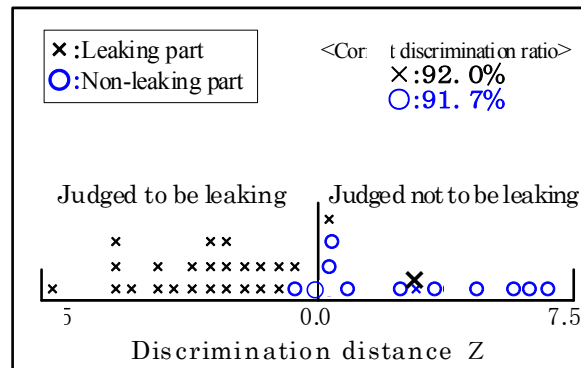 ×:Leaking part
○:Non-leaking part
<Cor t discrimination ratio>
×:92. 0%
○:91. 7%
Judged to be leaking
Judged not to be leaking
5
0.0
7.5
Discrimination distance Z